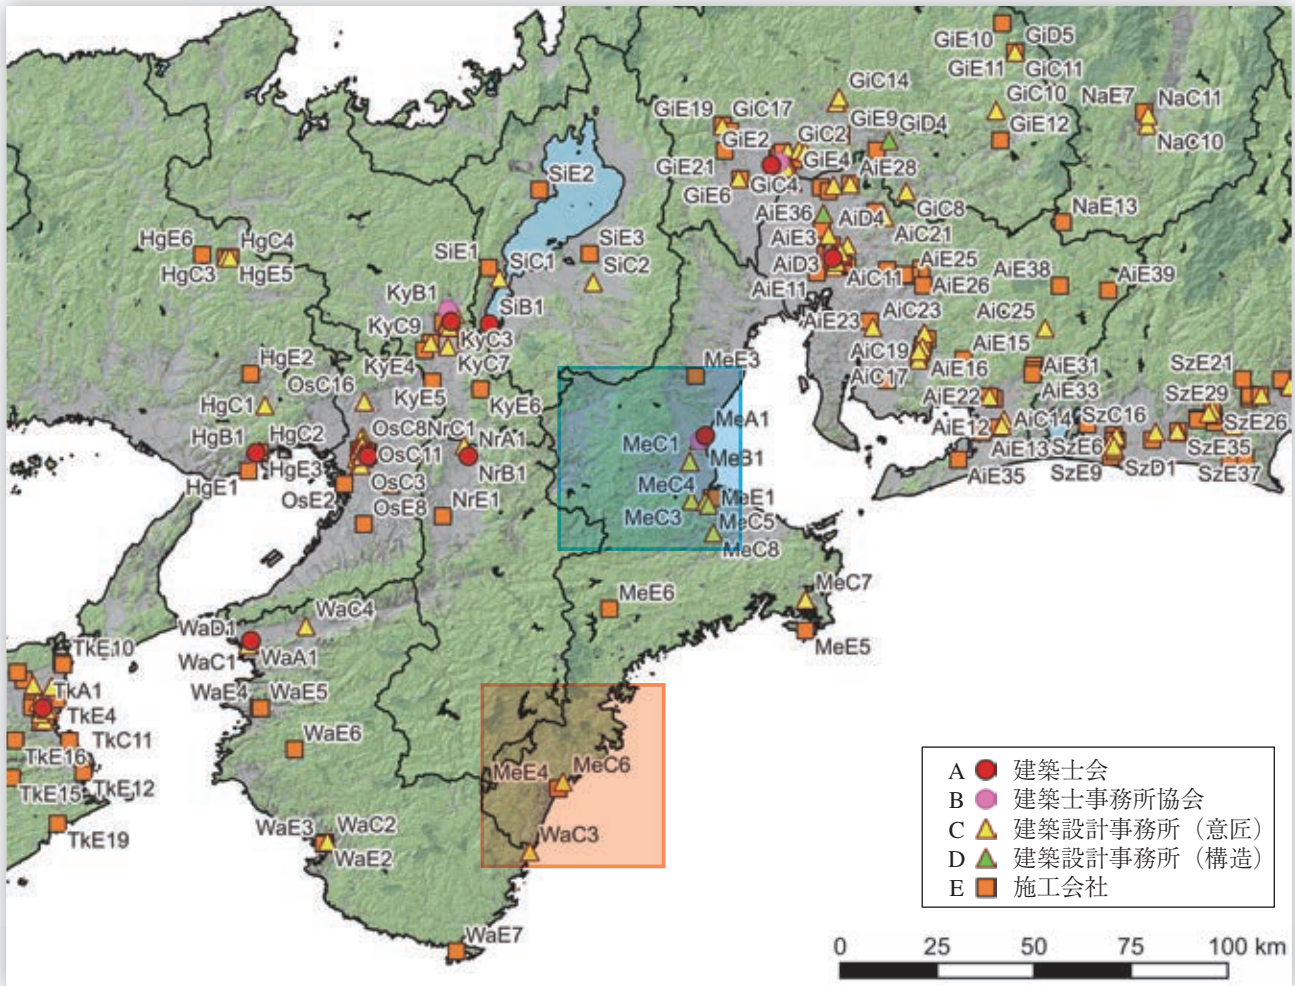 GiE10
GiD5
GiE11
GiC11
GiC14
GiC10
NaE7
NaC11
GiE19
GiC17
GiE9
GiD4
GiE12
NaC10
GiE2
GiC2
GiE21
GiE4
AiE28
SiE2
GiE6
GiC4
GiC8
NaE13
AiE36
AiD4
HgE6
HgC4
AiE3
AiC21
SiE1
SiE3
HgC3
HgE5
SiC1
SiC2
AiD3
AiC11
AiE25
AiE38
AiE39
AiE11
AiE26
KyB1
SiB1
KyC9
KyC3
AiE23
AiC23
AiC25
KyE4
KyC7
AiC19
AiE15
HgE2
MeE3
AiE16
AiE31
SzE21
OsC16
AiC17
KyE5
KyE6
AiE33
SzE29
HgC1
AiE22
HgB1
HgC2
OsC8
NrC1
NrA1
MeA1
AiC14
SzC16
SzE26
OsC11
MeC1
MeB1
AiE12
AiE13
SzE6
SzE35
HgE3
NrB1
HgE1
OsC3
MeC4
AiE35
SzE9
SzD1
SzE37
OsE2
OsE8
NrE1
MeE1
MeC3
MeC5
MeC8
MeC7
MeE6
WaC4
WaD1
TkE10
WaC1
WaA1
MeE5
TkA1
WaE4
WaE5
TkE4
TkC11
WaE6
TkE16
TkE15
TkE12
MeE4
MeC6
TkE19
WaE3
WaC2
WaC3
WaE2
WaE7
A 建築士会
B 建築士事務所協会
C 建築設計事務所（意匠）
D 建築設計事務所（構造）
E 施工会社
0 25 50 75 100 km